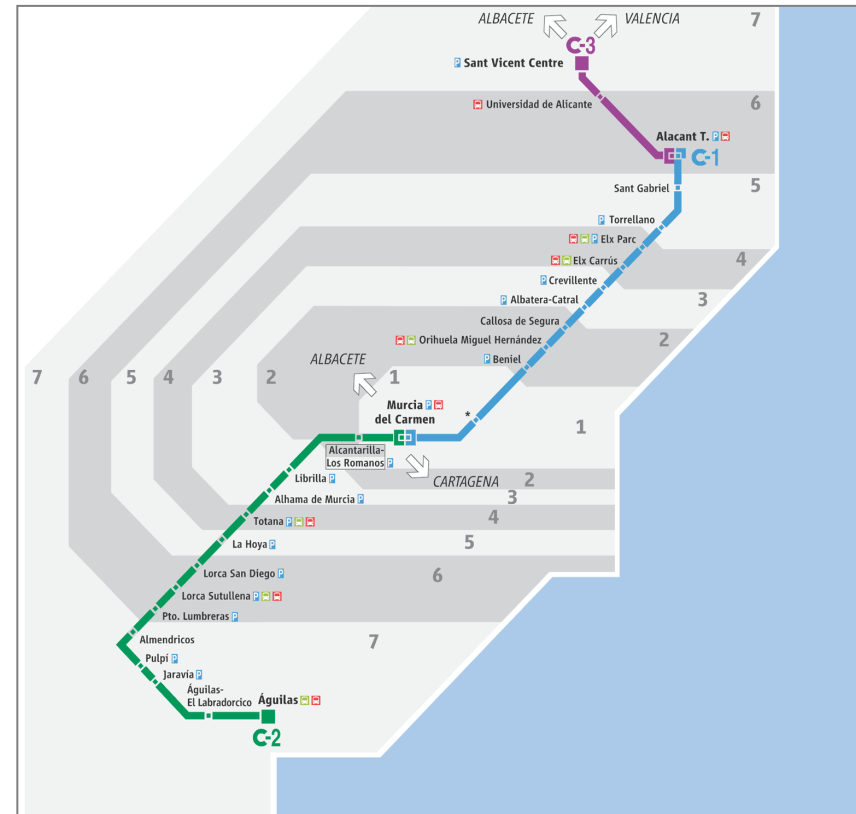 ALBACETE
VALENCIA
7
C-3
P Sant Vicent Centre
6
Universidad de Alicante
Alacant T. P
C-1
5
Sant Gabriel
P Torrellano
P Elx Parc
4
Elx Carrús
P Crevillente
3
P Albatera-Catral
Callosa de Segura
2
Orihuela Miguel Hernández
P Beniel
ALBACETE
7 6 5 4 3 2 1
Murcia P
del Carmen
*
1
Alcantarilla-
Los Romanos P
CARTAGENA
2
Librilla P
3
Alhama de Murcia P
4
Totana P
La Hoya P
5
Lorca San Diego P
6
Lorca Sutullena P
Pto. Lumbreras P
7
Almendricos
Pulpí P
Jaravía P
Águilas-
El Labradorcico
Águilas
C-2